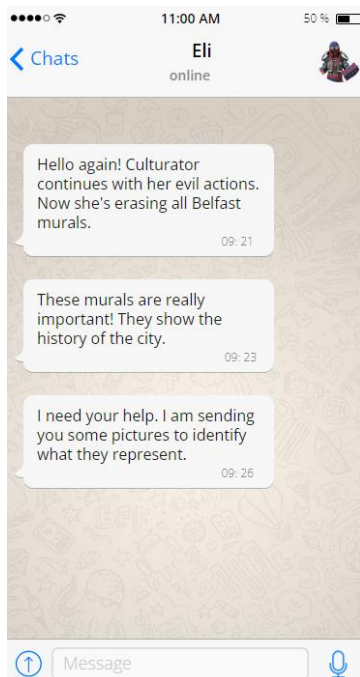 11:00 AM
50 %
Chats
Eli
online
Hello again! Culturator
continues with her evil actions.
Now she's erasing all Belfast
murals.
09: 21
These murals are really
important! They show the
history of the city.
09: 23
I need your help. I am sending
you some pictures to identify
what they represent.
09: 26
Message